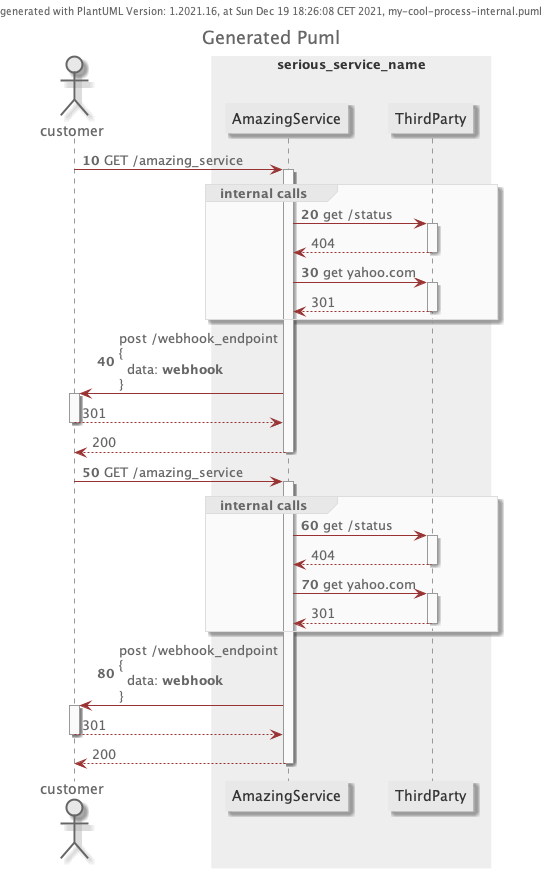 generated with PlantUML Version: 1.2021.16, at Sun Dec 19 18:26:08 CET 2021, my-cool-process-internal.puml
Generated Puml
serious_service_name
customer
AmazingService
ThirdParty
10 GET /amazing_service
internal calls
20 get /status
404
30 get yahoo.com
301
post /webhook_endpoint
40 {
data: webhook
}
301
200
50 GET /amazing_service
internal calls
60 get /status
404
70 get yahoo.com
301
post /webhook_endpoint
80 {
data: webhook
}
301
200
customer
AmazingService
ThirdParty